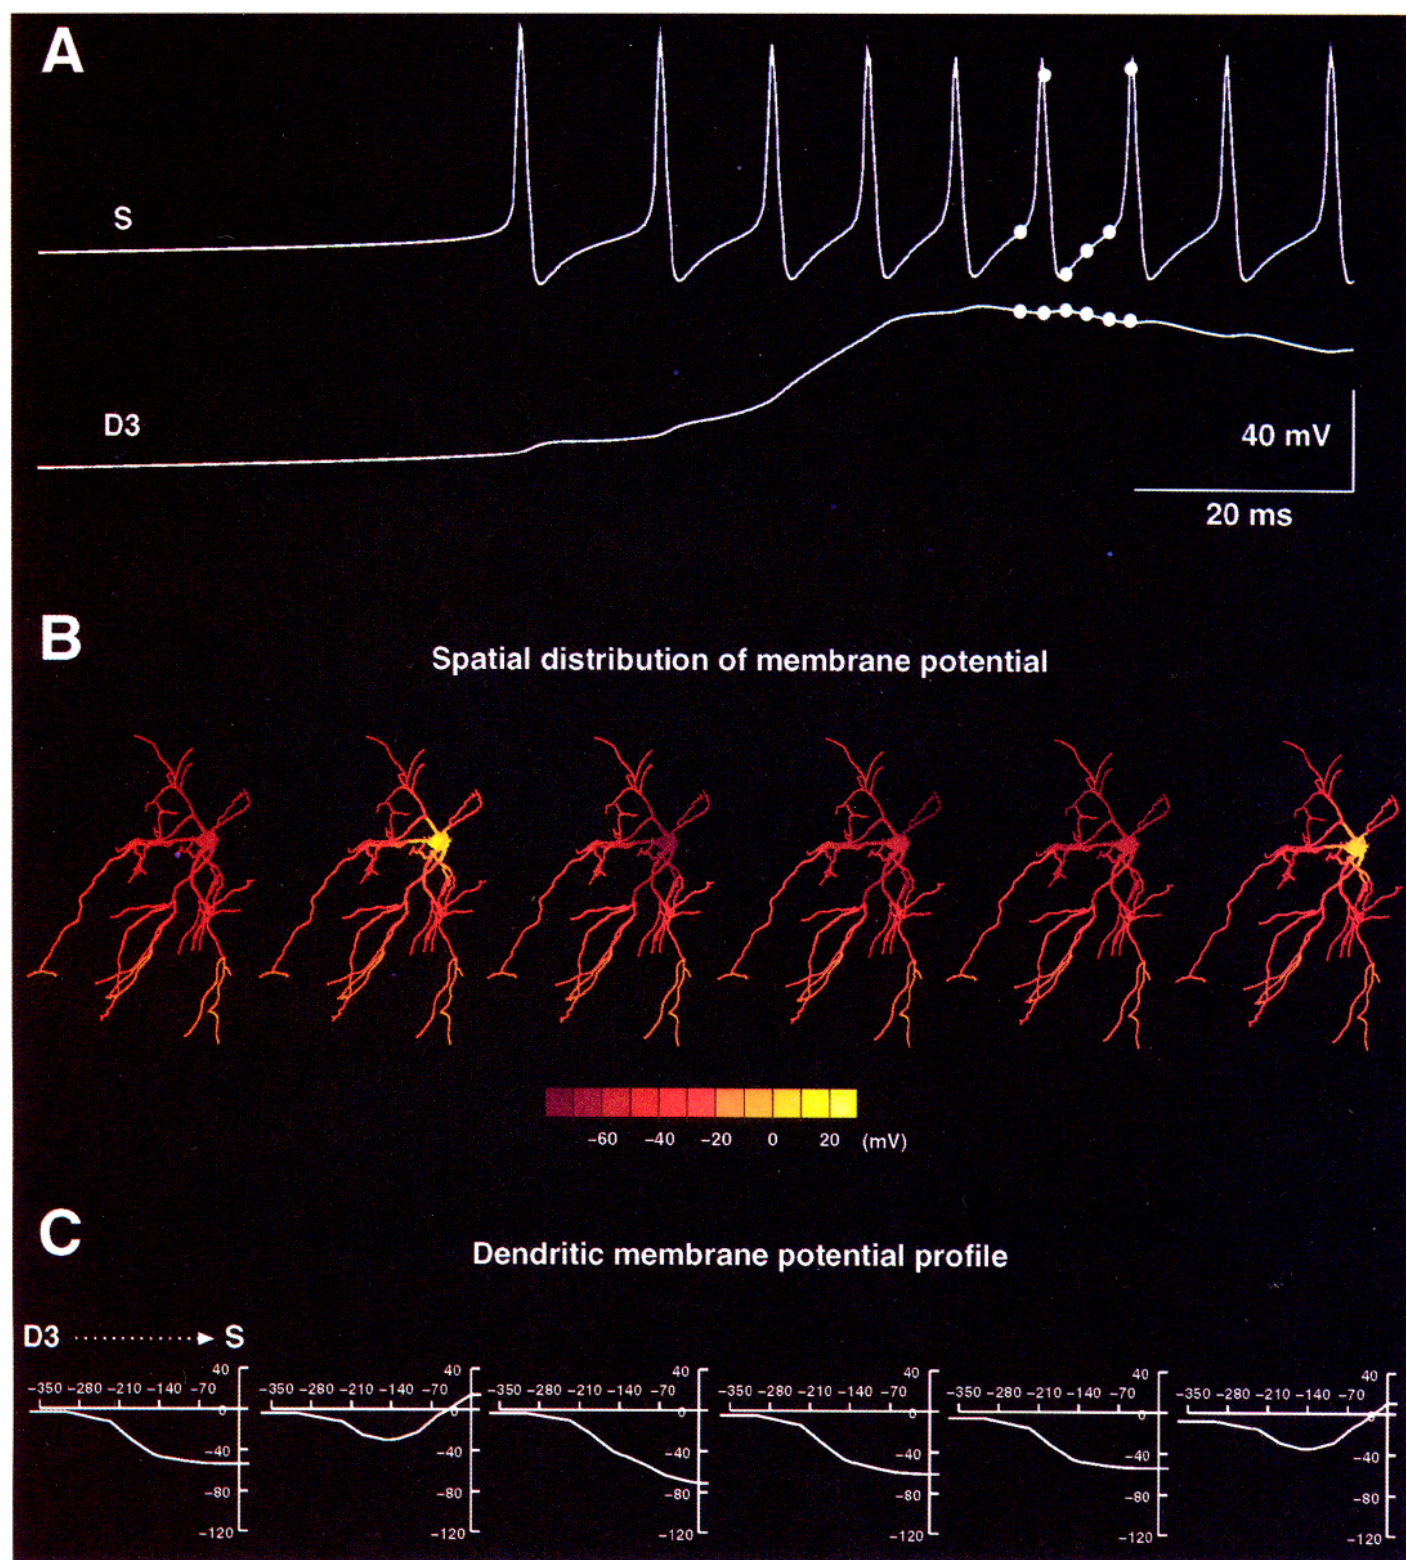 A
S
D3
40 mV
20 ms
B
Spatial distribution of membrane potential
−60 −40 −20 0 20 (mV)
C
Dendritic membrane potential profile
D3 S
40 40 40 40 40 40
−350 −280 −210 −140 −70 −350 −280 −210 −140 −70 −350 −280 −210 −140 −70 −350 −280 −210 −140 −70 −350 −280 −210 −140 −70 −350 −280 −210 −140 −70
0 0 0 0 0 0
−40 −40 −40 −40 −40 −40
−80 −80 −80 −80 −80 −80
−120 −120 −120 −120 −120 −120